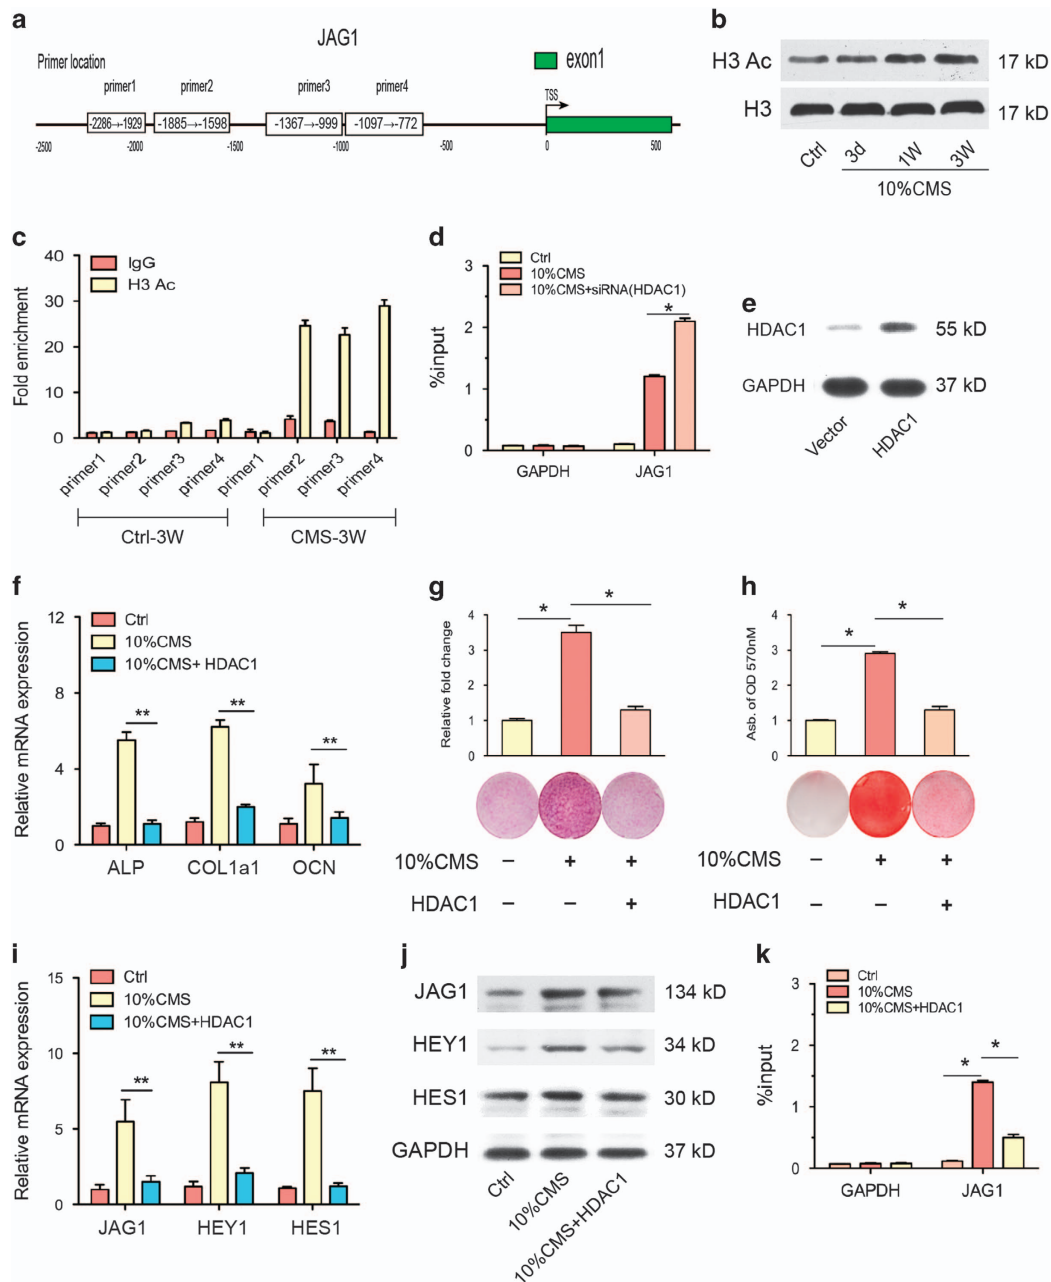 a
JAG1
Primer location
exon1
primer1 primer2 primer3 primer4
TSS
-2286→-1929 -1885→-1598 -1367→-999 -1097→-772
-2500 -2000 -1500 -1000 -500 0 500
b
H3 Ac 17 kD
H3 17 kD
Ctrl 3d 1W 3W
10%CMS
c
IgG
H3 Ac
Fold enrichment
40
30
20
10
0
primer1 primer2 primer3 primer4 primer1 primer2 primer3 primer4
Ctrl-3W CMS-3W
d
Ctrl
10%CMS
10%CMS+siRNA(HDAC1)
%input
3
2
1
0
*
GAPDH JAG1
e
HDAC1 55 kD
GAPDH 37 kD
Vector HDAC1
f
Ctrl
10%CMS
10%CMS+ HDAC1
Relative mRNA expression
12
8
4
0
** ** **
ALP COL1a1 OCN
g
Relative fold change
4
3
2
1
0
* *
10%CMS – + +
HDAC1 – – +
h
Asb. of OD 570nM
4
3
2
1
0
* *
10%CMS – + +
HDAC1 – – +
i
Ctrl
10%CMS
10%CMS+HDAC1
Relative mRNA expression
15
10
5
0
** ** **
JAG1 HEY1 HES1
j
JAG1 134 kD
HEY1 34 kD
HES1 30 kD
GAPDH 37 kD
Ctrl 10%CMS 10%CMS+HDAC1
k
Ctrl
10%CMS
10%CMS+HDAC1
%input
3
2
1
0
* *
GAPDH JAG1